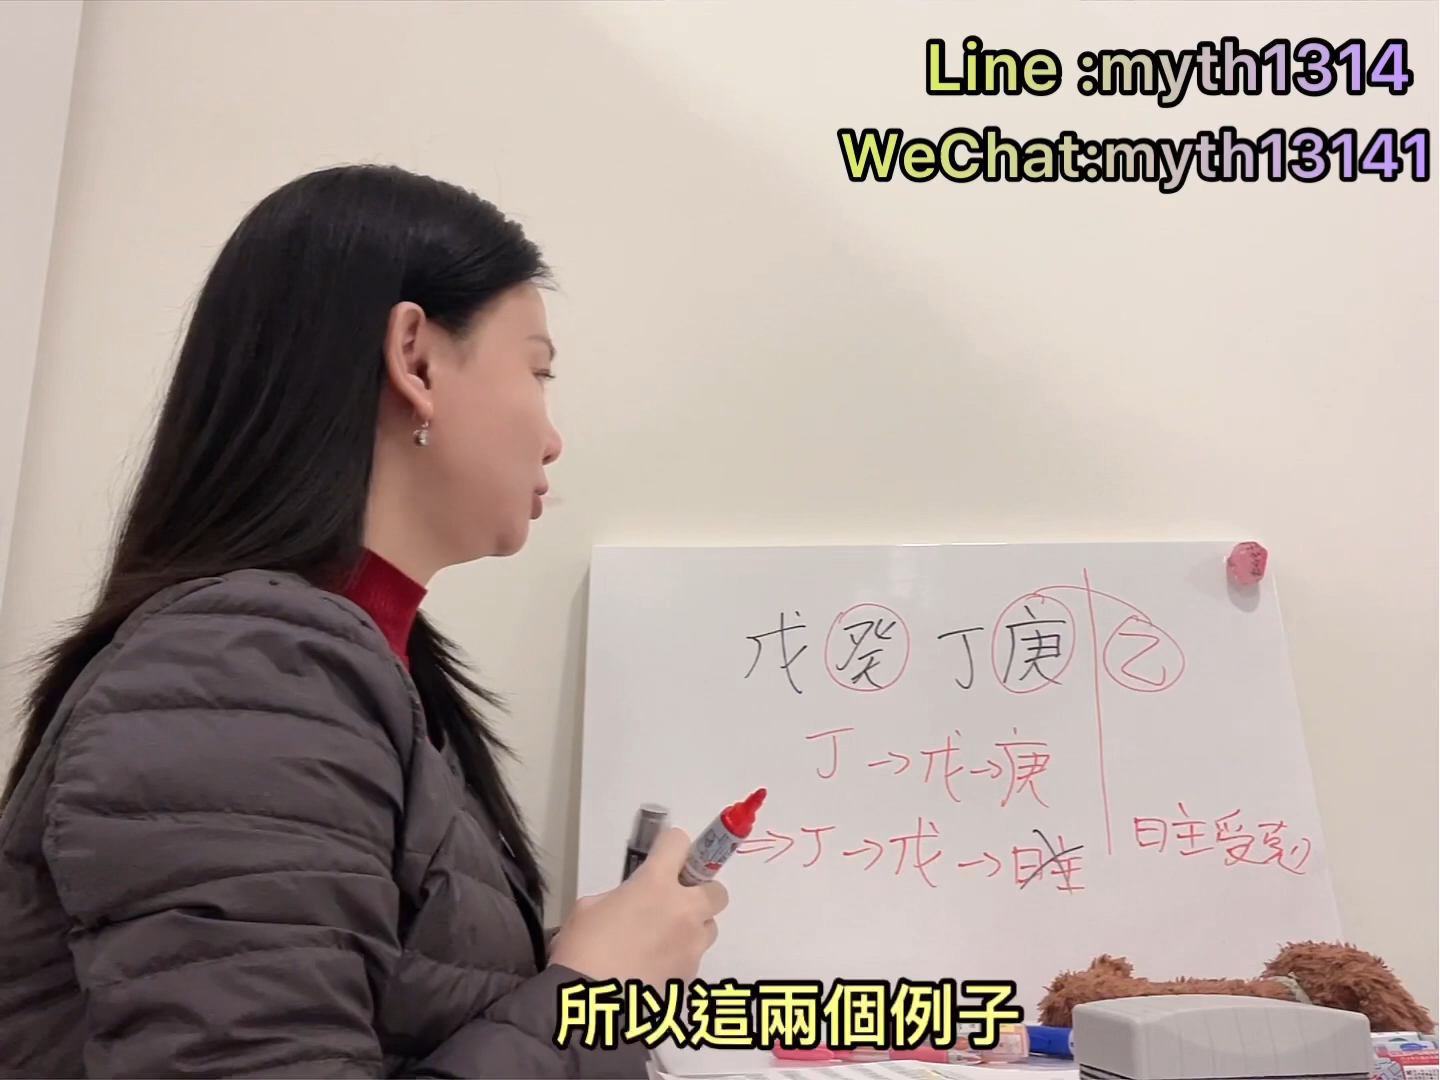 Line :myth1314
WeChat:myth13141
戊 癸 丁 庚 乙
丁→戊→庚
⇒丁→戊→日主
日主受剋
所以這兩個例子